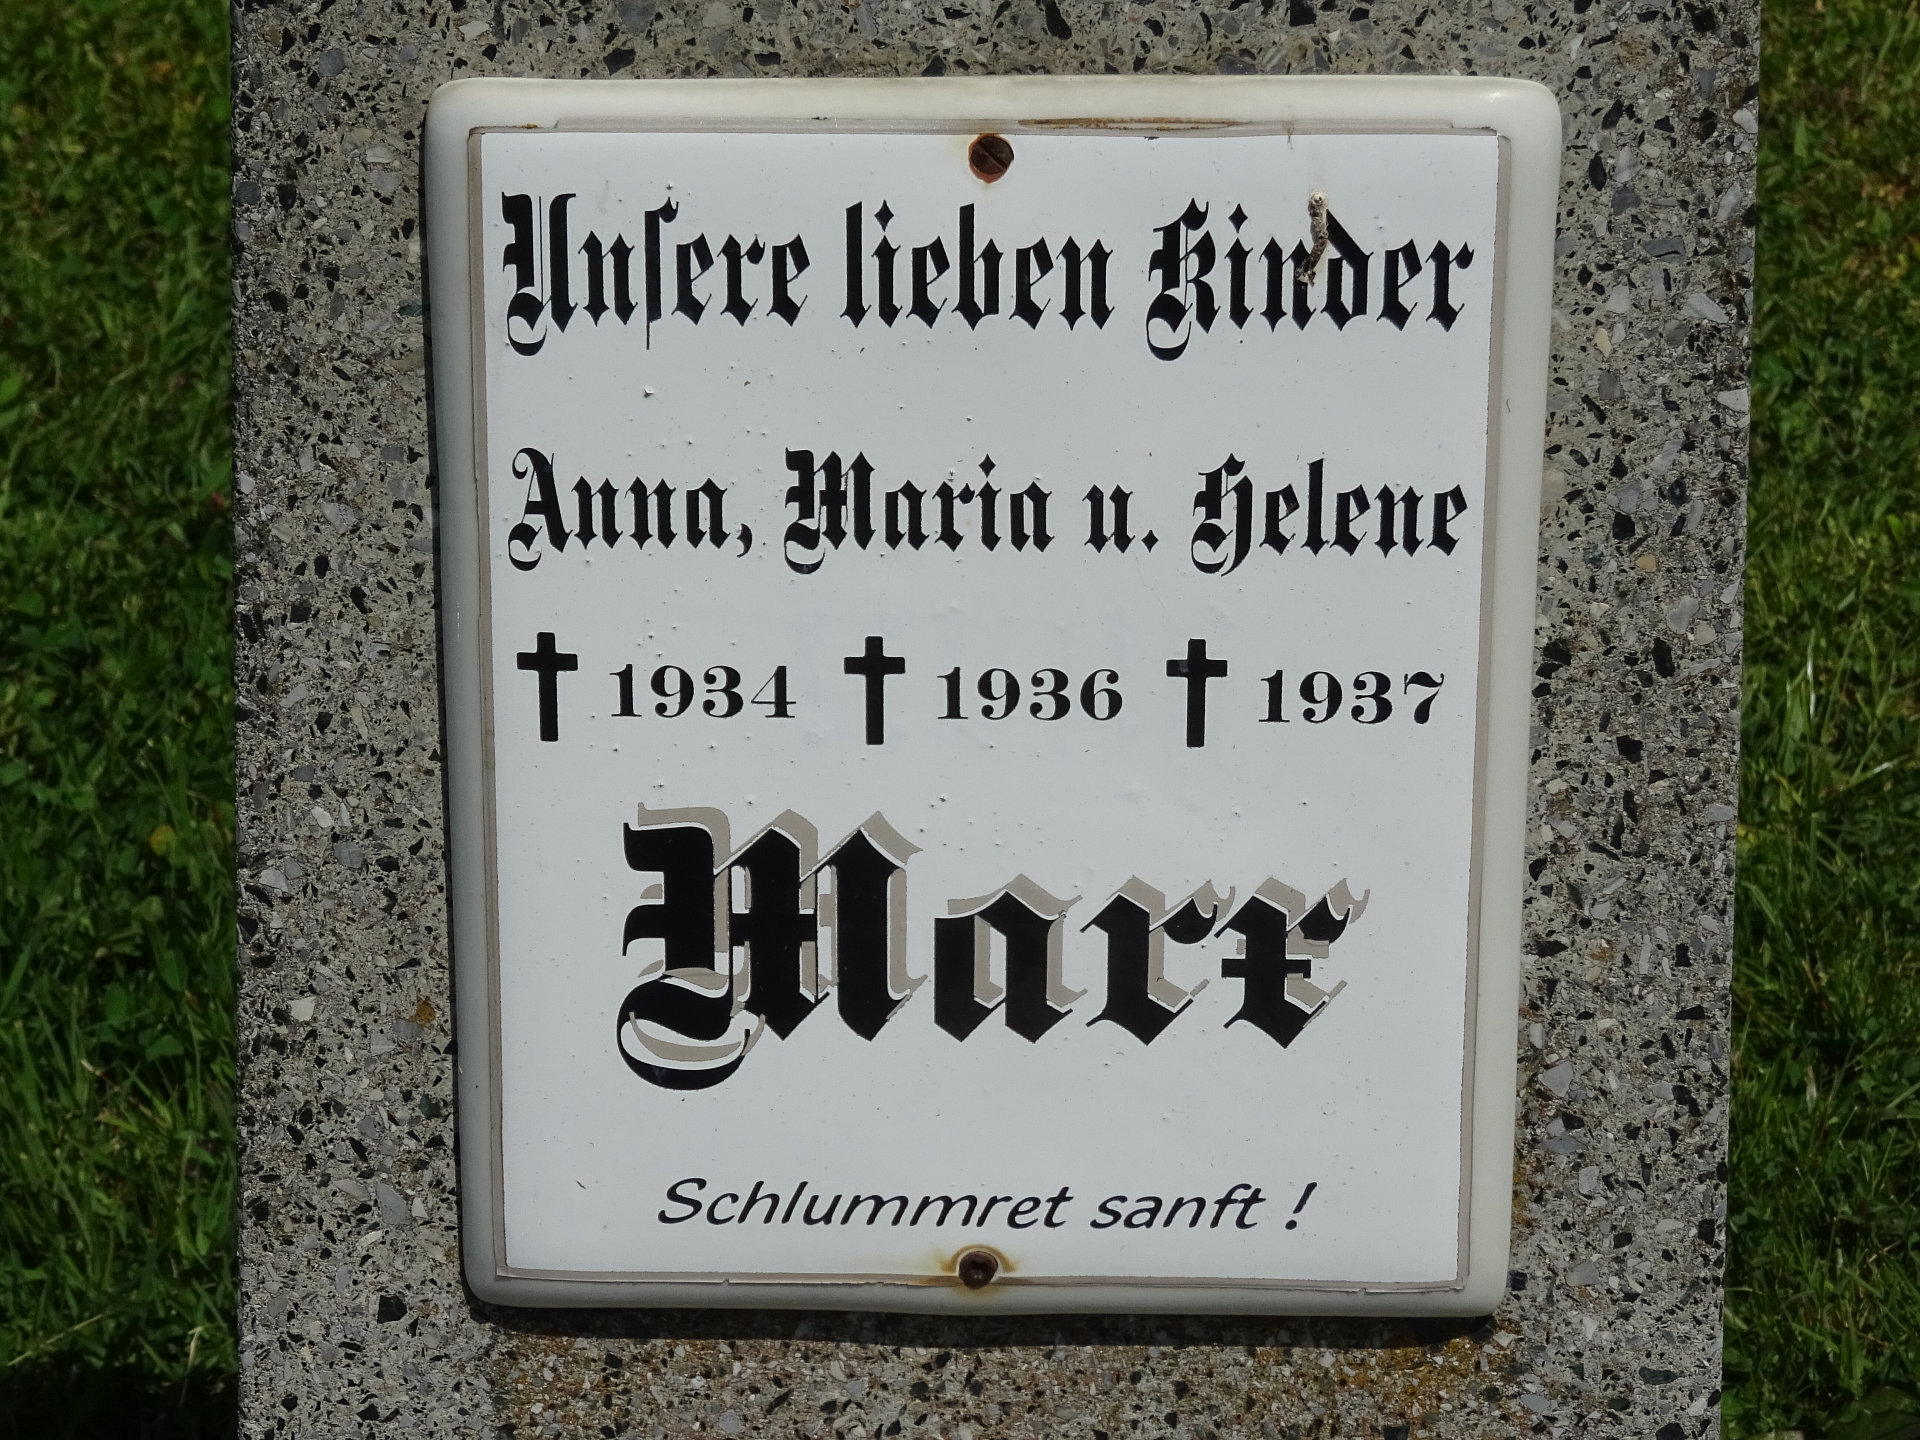 Unſere lieben Kinder
Anna, Maria u. Helene
✝ 1934 ✝ 1936 ✝ 1937
Marx
Schlummret sanft !